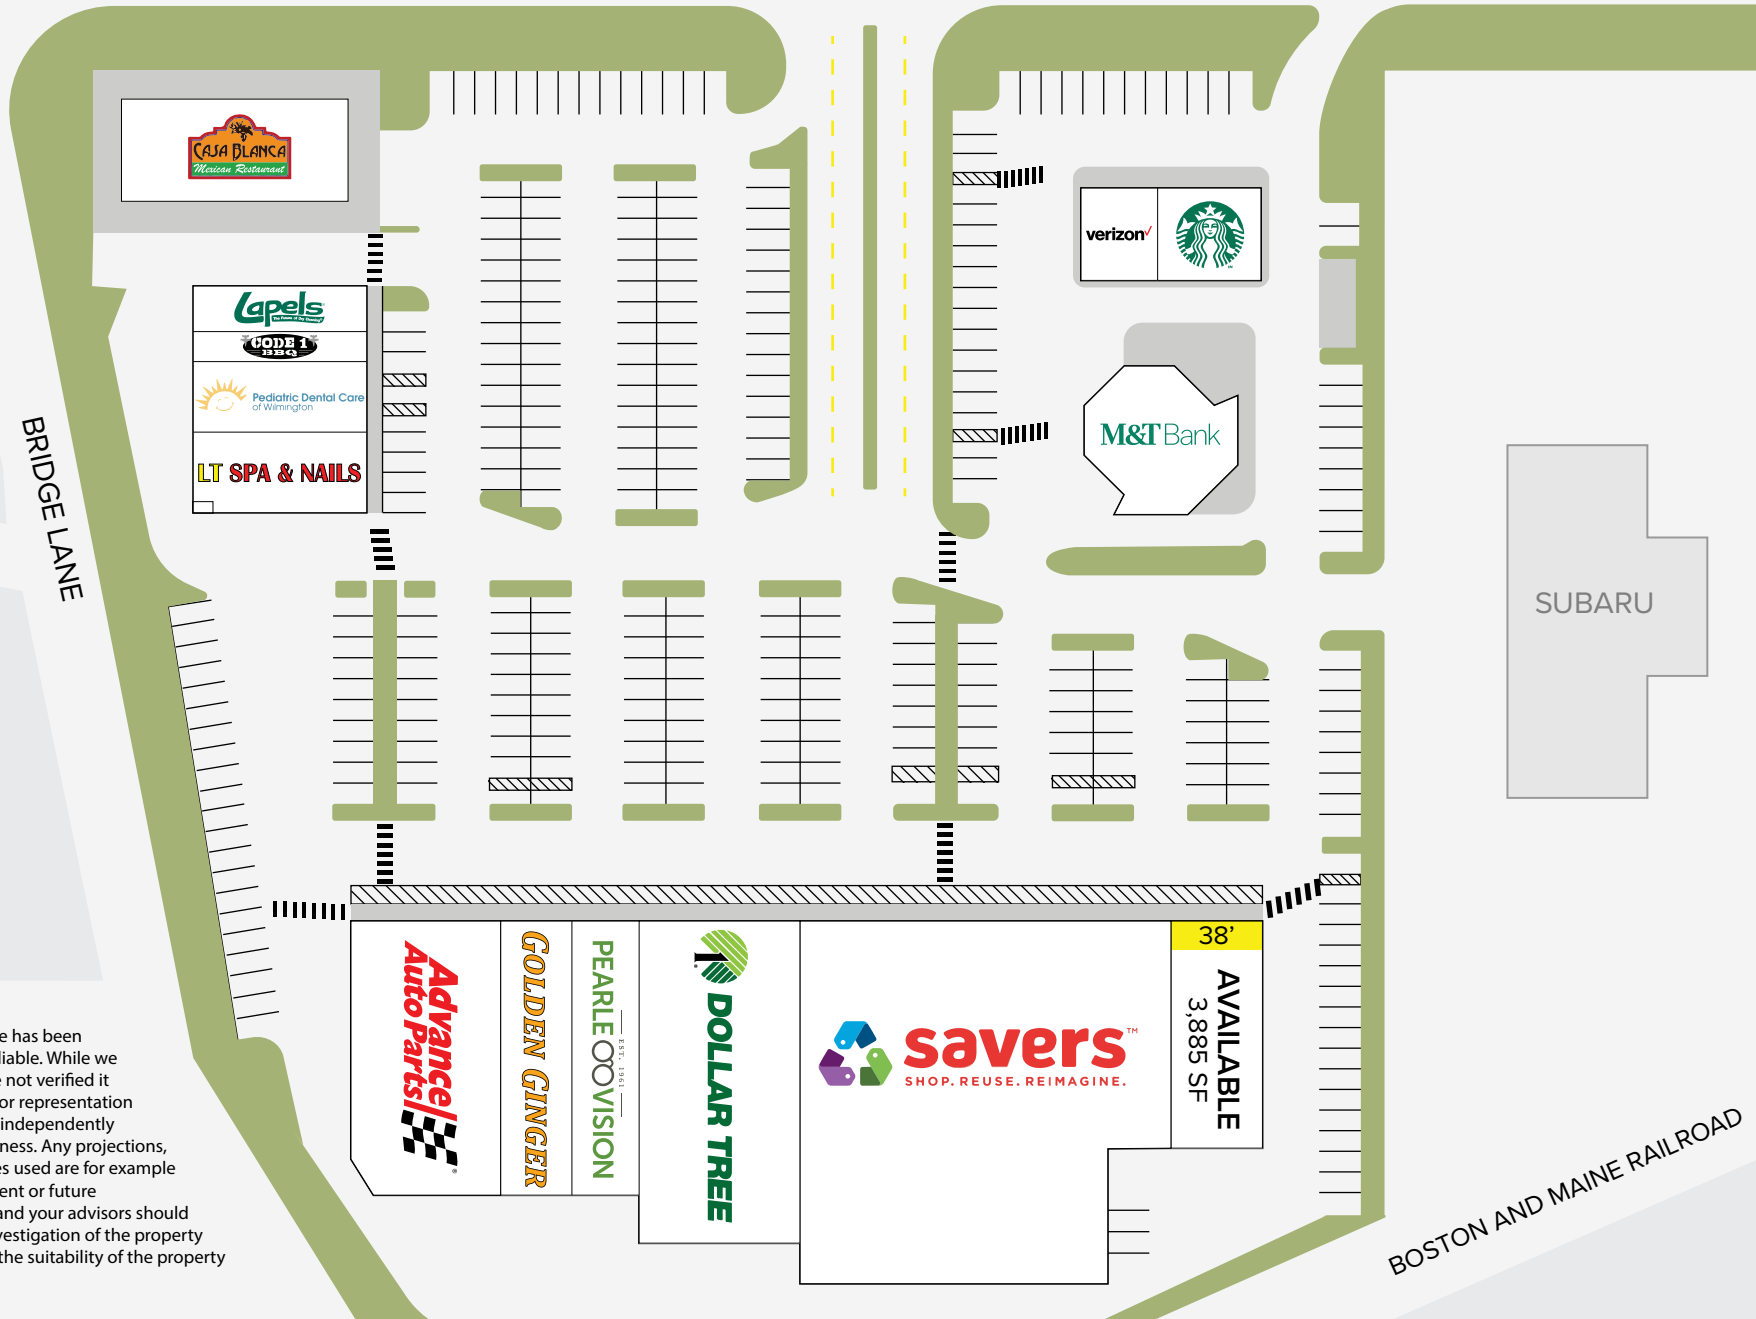 CASA BLANCA
Mexican Restaurant
verizon
Lapels
CODE 1
BBQ
Pediatric Dental Care
of Wilmington
LT SPA & NAILS
M&T Bank
BRIDGE LANE
SUBARU
38'
AVAILABLE
3,885 SF
Advance
Auto Parts
GOLDEN GINGER
PEARLE VISION
EST. 1961
DOLLAR TREE
savers™
SHOP. REUSE. REIMAGINE.
BOSTON AND MAINE RAILROAD
e has been
liable. While we
e not verified it
or representation
independently
ness. Any projections,
es used are for example
ent or future
and your advisors should
vestigation of the property
the suitability of the property